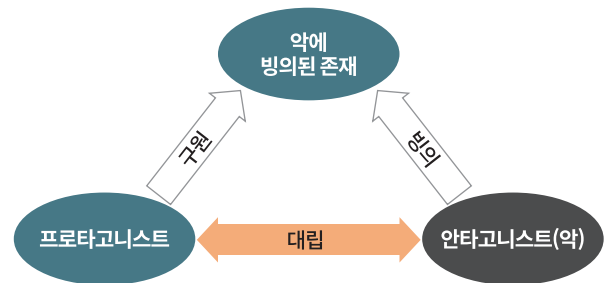 악에
빙의된 존재
구원
빙의
프로타고니스트
대립
안타고니스트(악)